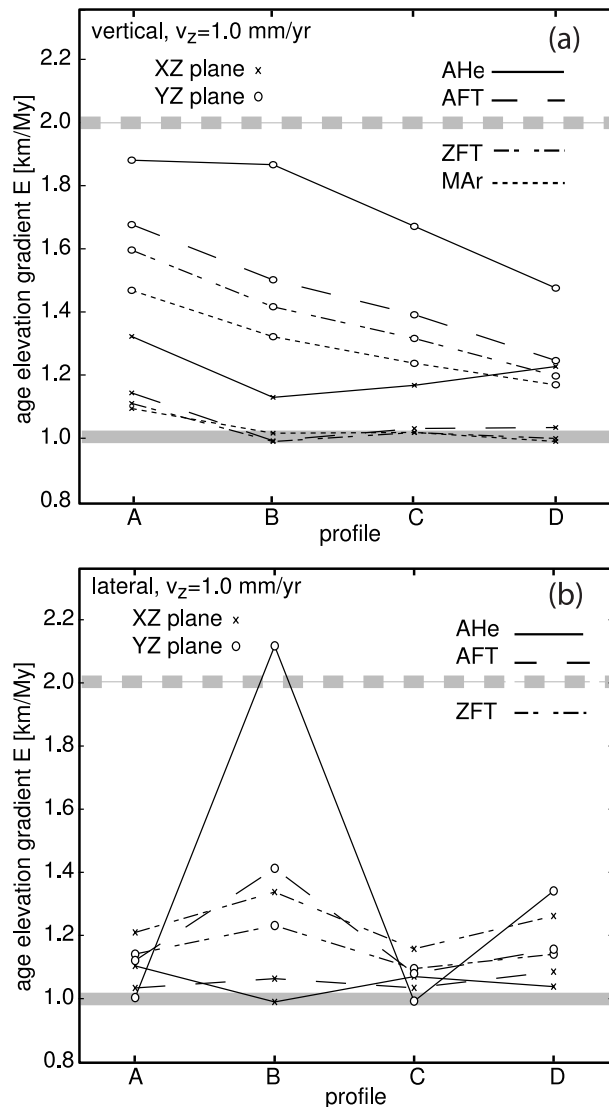 vertical, vz=1.0 mm/yr
(a)
XZ plane ×
YZ plane o
AHe
AFT
ZFT
MAr
age elevation gradient E [km/My]
2.2
2.0
1.8
1.6
1.4
1.2
1.0
0.8
A B C D
profile
lateral, vz=1.0 mm/yr
(b)
XZ plane ×
YZ plane o
AHe
AFT
ZFT
age elevation gradient E [km/My]
2.2
2.0
1.8
1.6
1.4
1.2
1.0
0.8
A B C D
profile